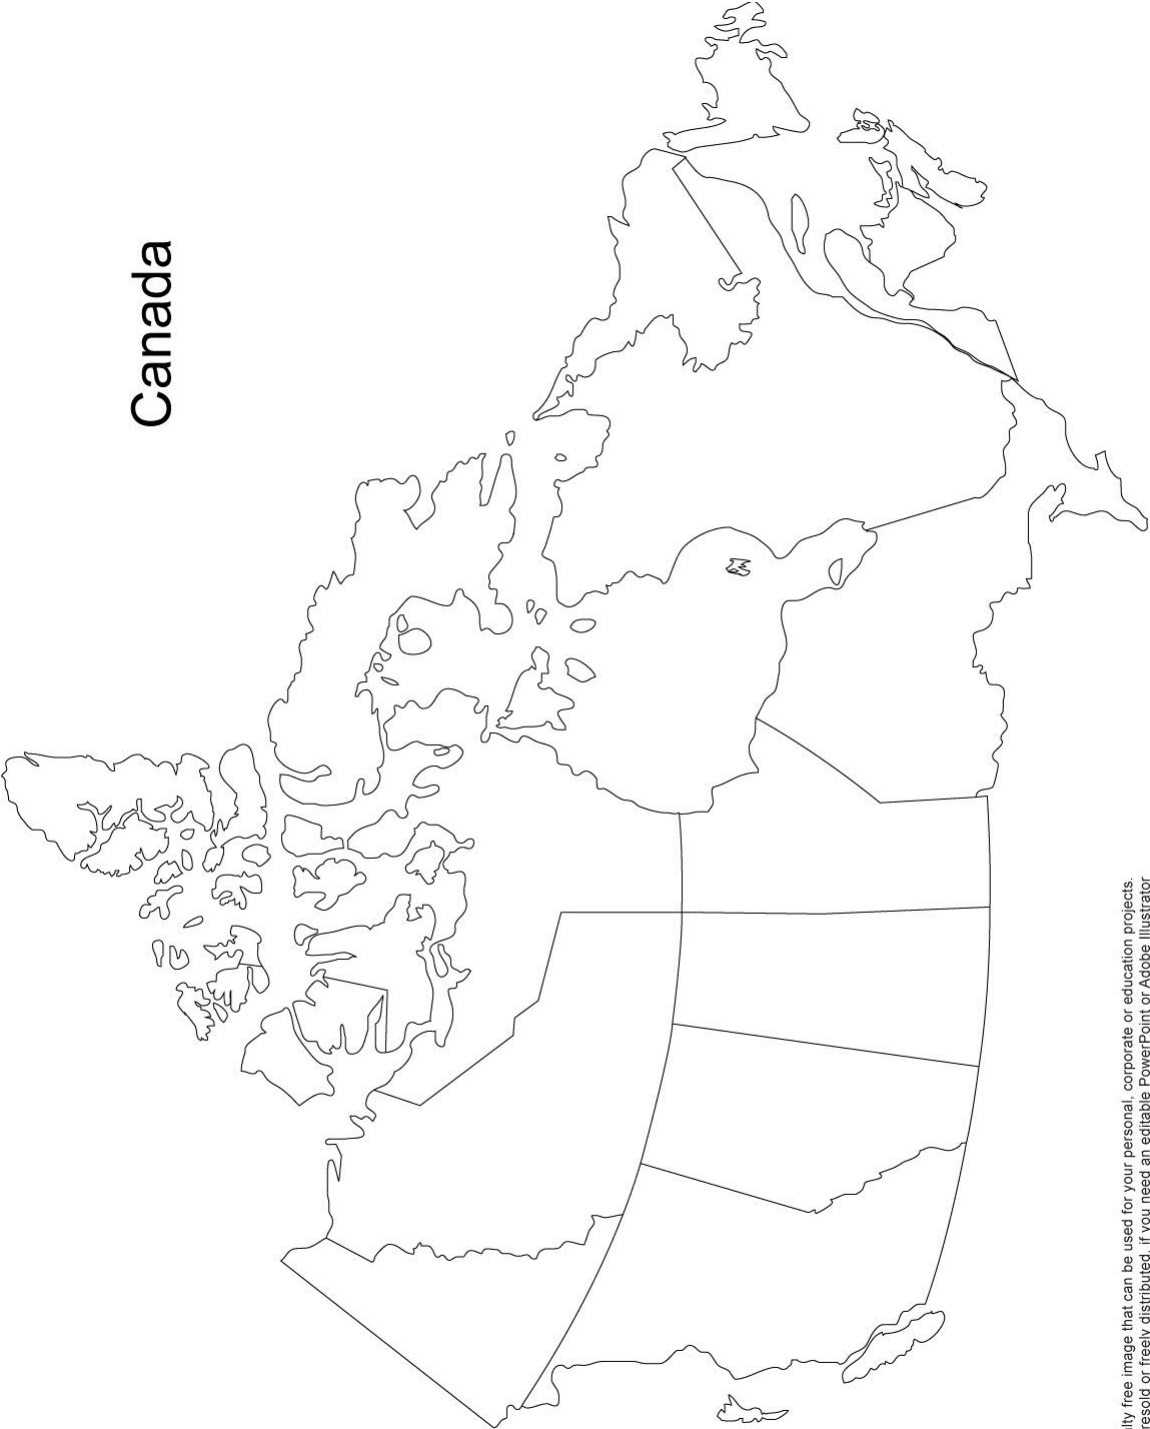 Canada
lty free image that can be used for your personal, corporate or education projects.
resold or freely distributed, if you need an editable PowerPoint or Adobe Illustrator